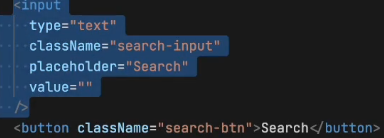 <input
type="text"
className="search-input"
placeholder="Search"
value=""
/>
<button className="search-btn">Search</button>